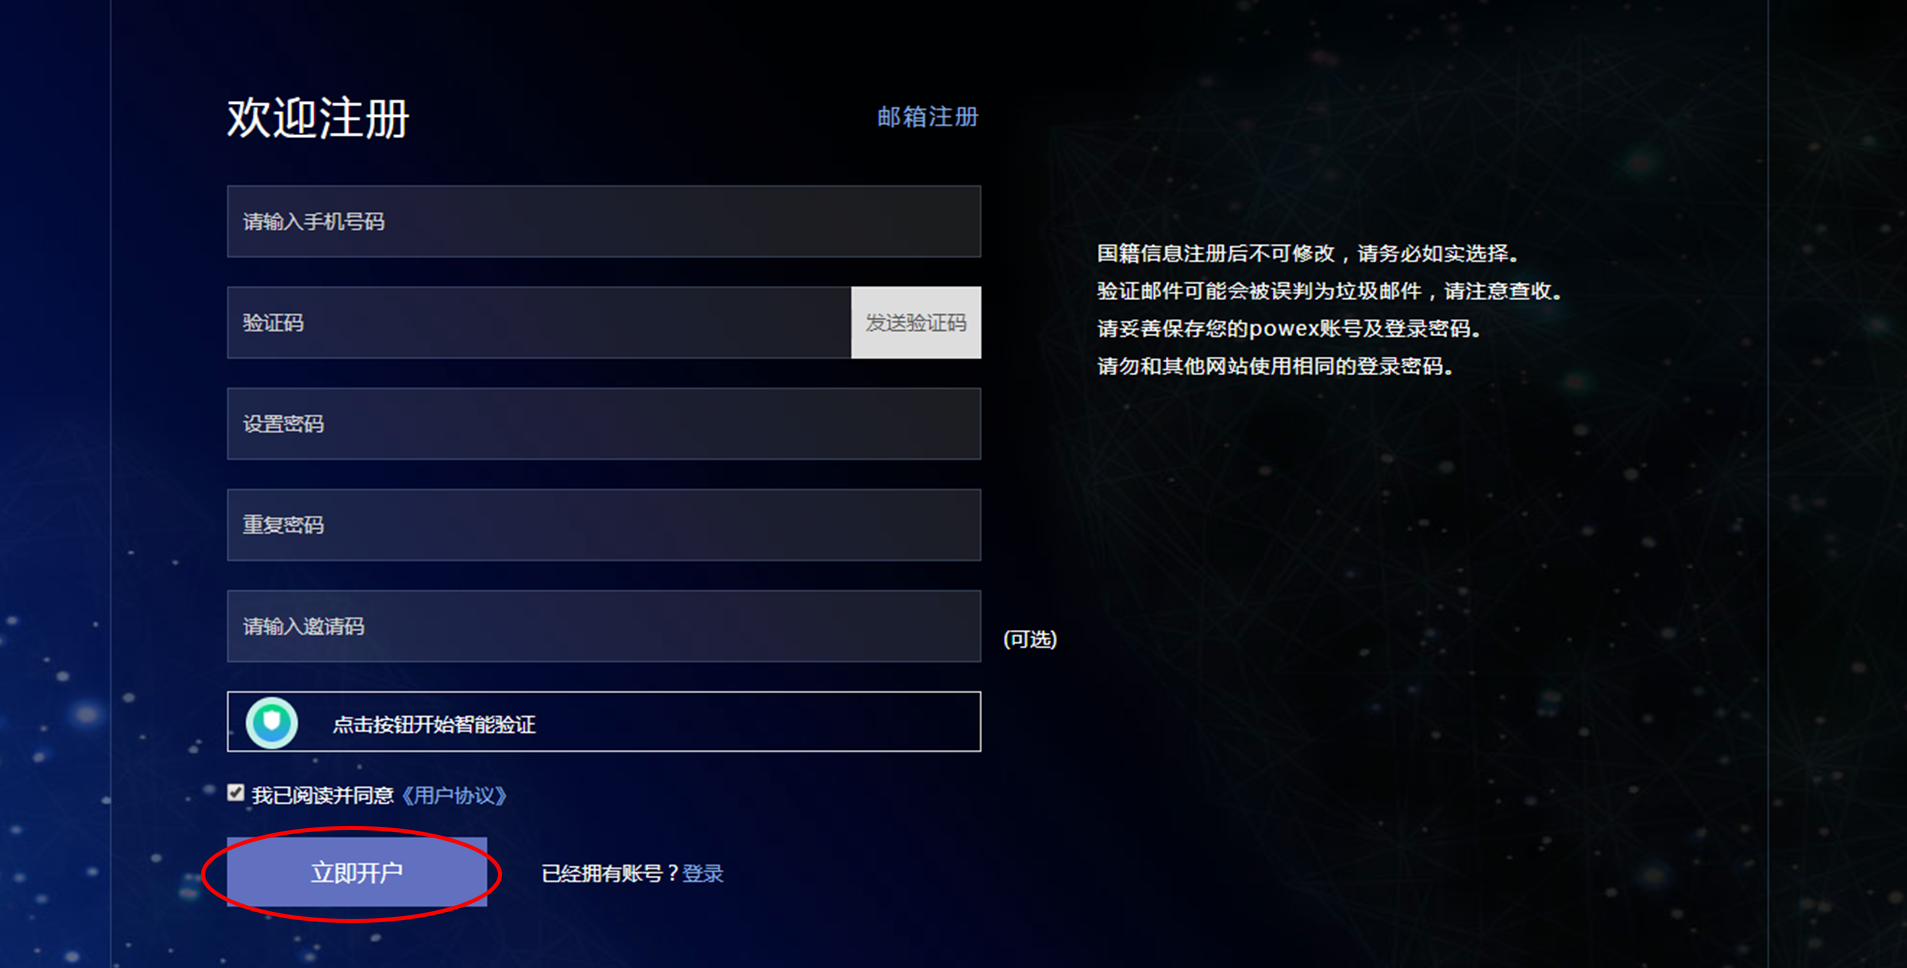 欢迎注册
邮箱注册
请输入手机号码
验证码
发送验证码
设置密码
重复密码
请输入邀请码
(可选)
点击按钮开始智能验证
我已阅读并同意《用户协议》
立即开户
已经拥有账号？登录
国籍信息注册后不可修改，请务必如实选择。
验证邮件可能会被误判为垃圾邮件，请注意查收。
请妥善保存您的powex账号及登录密码。
请勿和其他网站使用相同的登录密码。